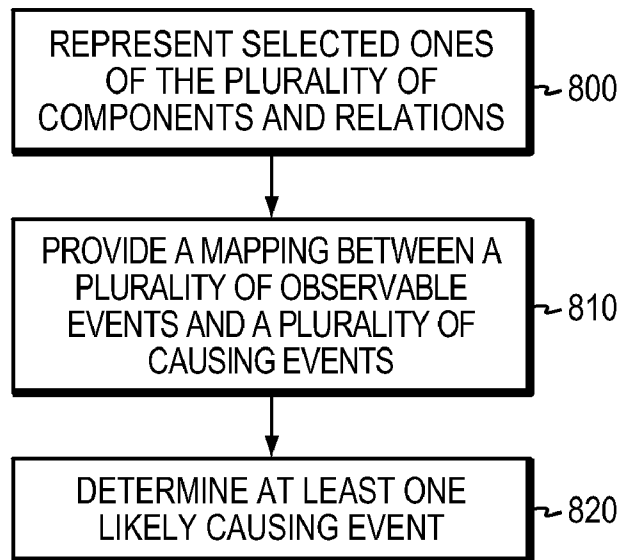 REPRESENT SELECTED ONES
OF THE PLURALITY OF
COMPONENTS AND RELATIONS
800
PROVIDE A MAPPING BETWEEN A
PLURALITY OF OBSERVABLE
EVENTS AND A PLURALITY OF
CAUSING EVENTS
810
DETERMINE AT LEAST ONE
LIKELY CAUSING EVENT
820